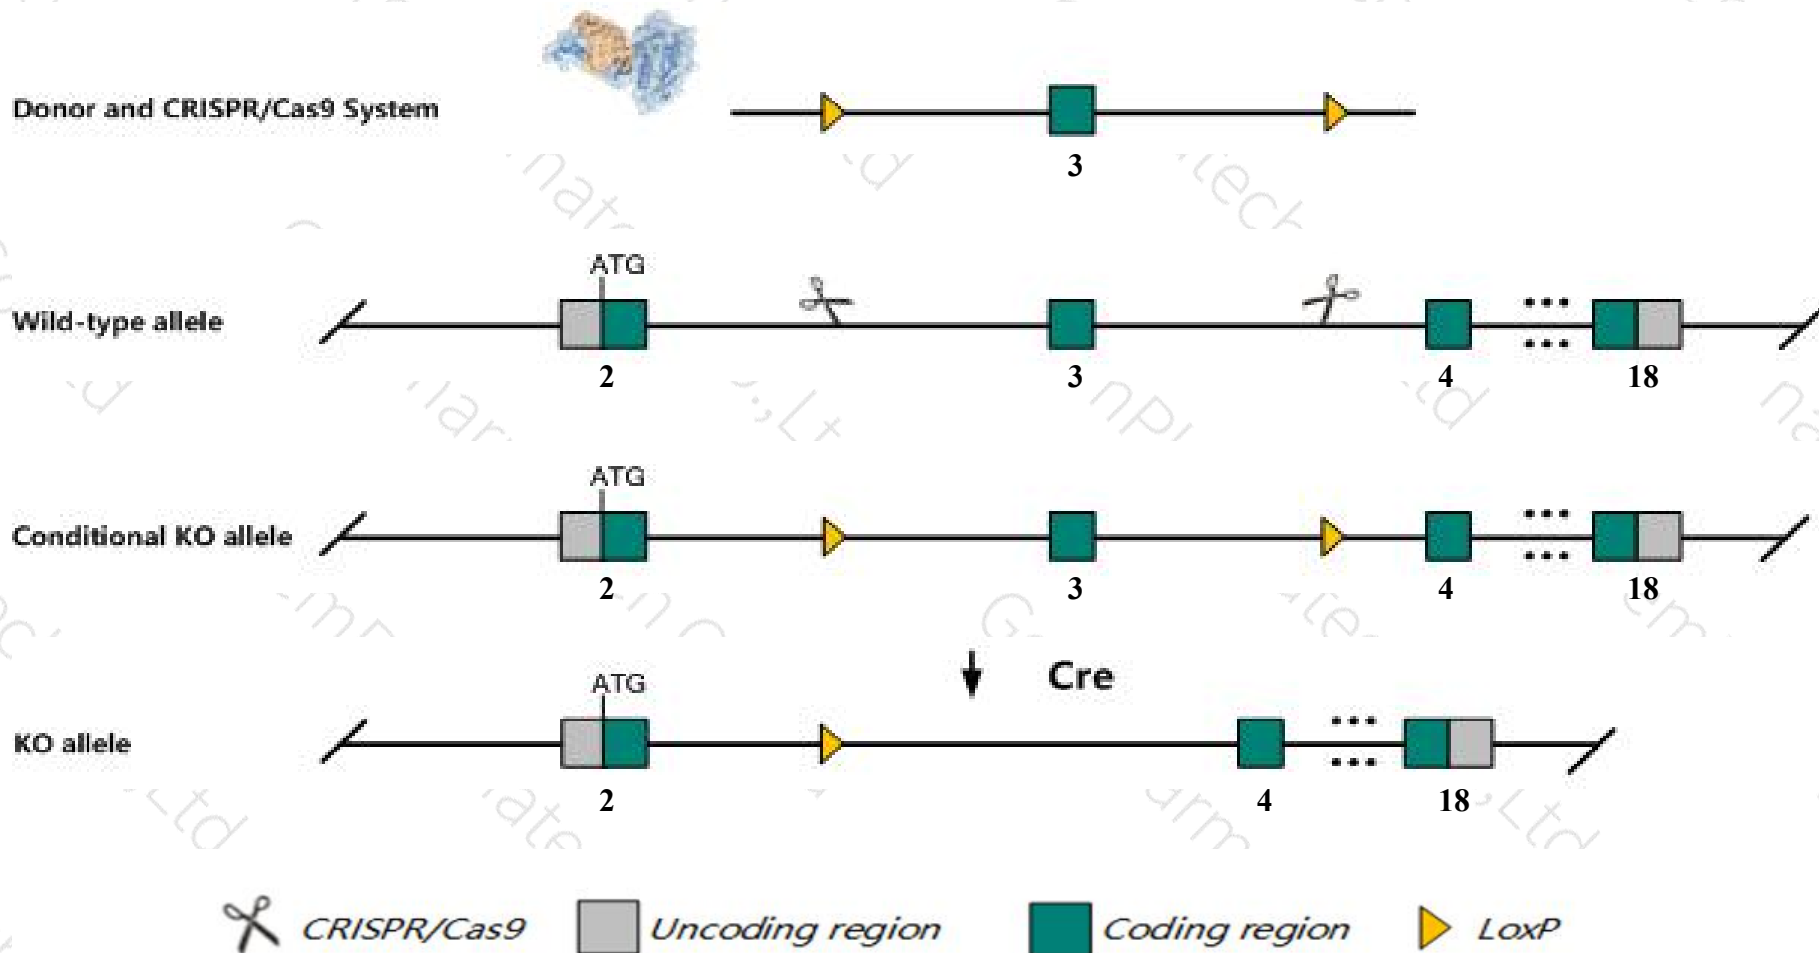 Donor and CRISPR/Cas9 System
3
ATG
Wild-type allele
2 3 4 18
ATG
Conditional KO allele
2 3 4 18
Cre
ATG
KO allele
2 4 18
CRISPR/Cas9 Uncoding region Coding region LoxP